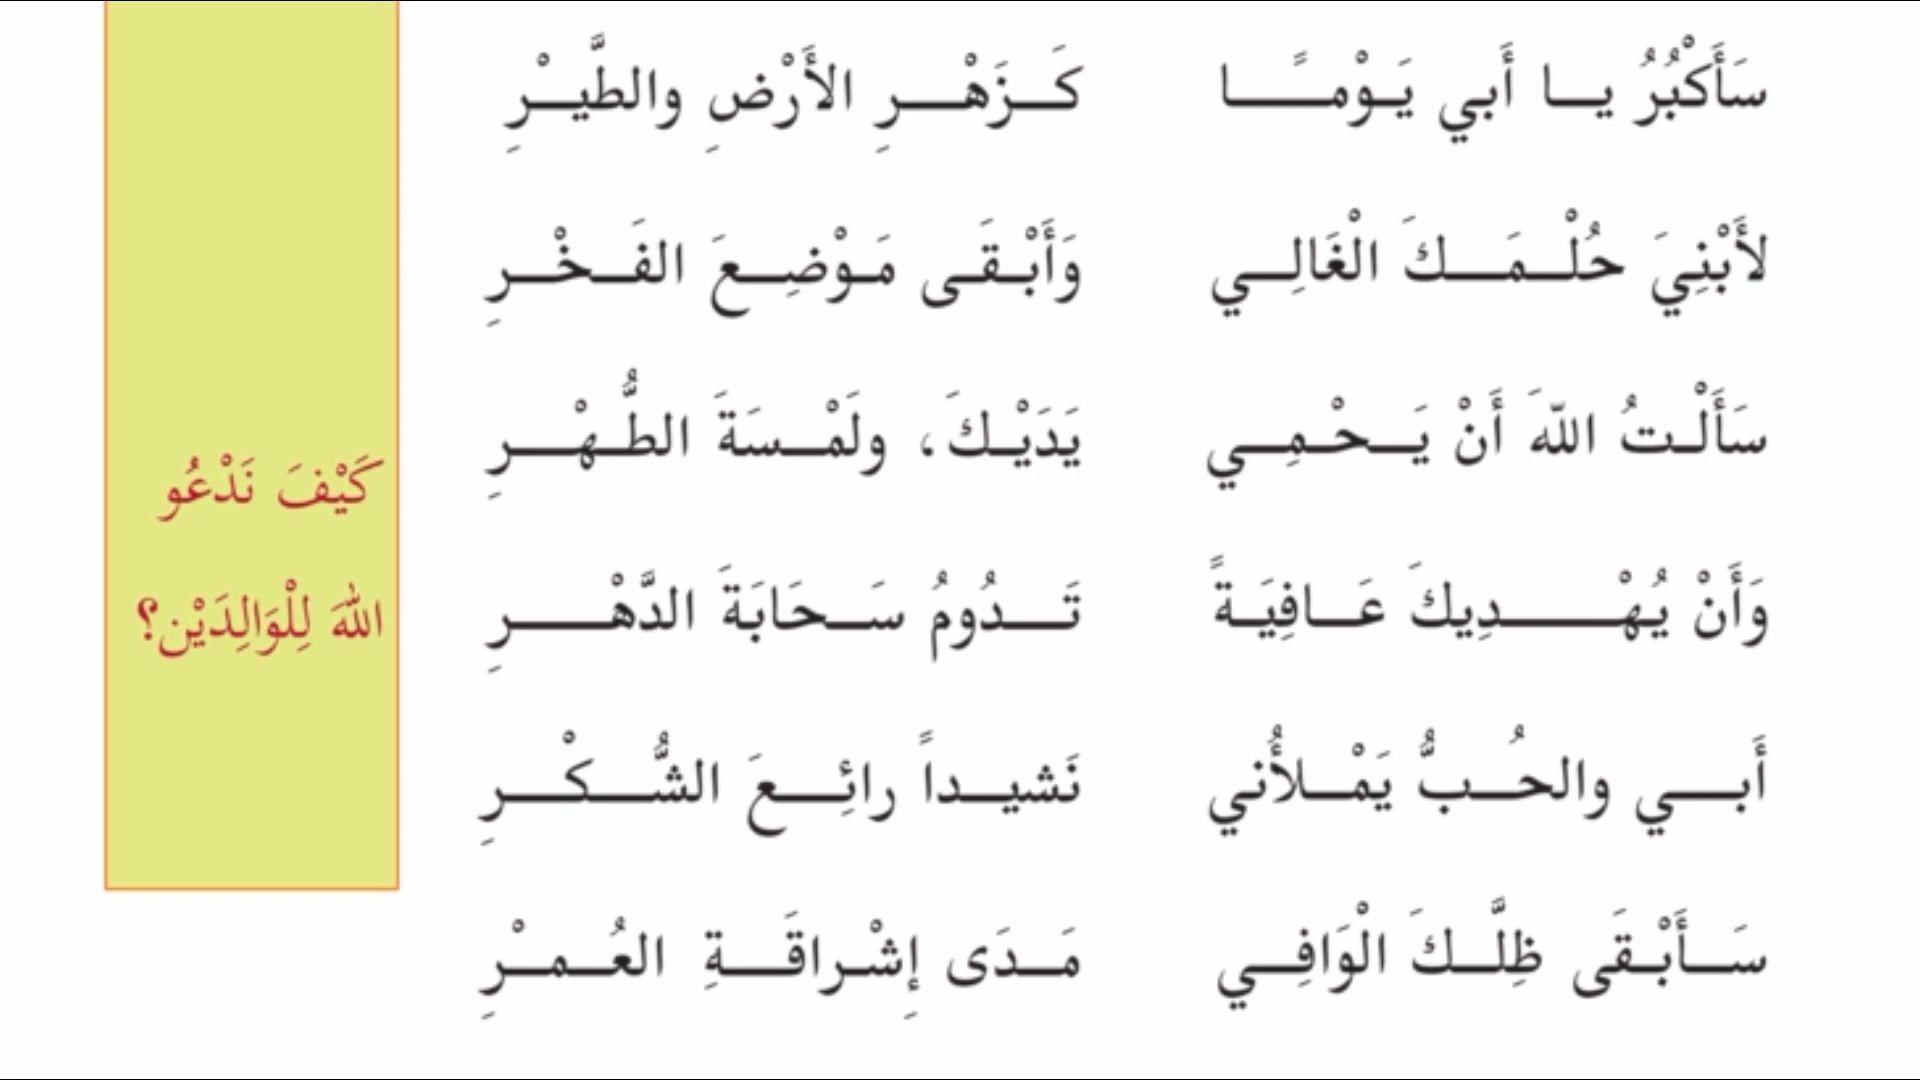 سَأَكْبُرُ يا أَبي يَوْمًا كَزَهْرِ الأَرْضِ والطَّيْرِ
لأَبْنِيَ حُلْمَكَ الْغَالِي وَأَبْقَى مَوْضِعَ الفَخْرِ
سَأَلْتُ اللّهَ أَنْ يَحْمِي يَدَيْكَ، ولَمْسَةَ الطُّهْرِ
وَأَنْ يُهْدِيكَ عَافِيَةً تَدُومُ سَحَابَةَ الدَّهْرِ
أَبي والحُبُّ يَمْلأُني نَشيداً رائِعَ الشُّكْرِ
سَأَبْقَى ظِلَّكَ الْوَافِي مَدَى إِشْراقَةِ العُمْرِ
كَيْفَ نَدْعُو
اللهَ لِلْوَالِدَيْنِ؟